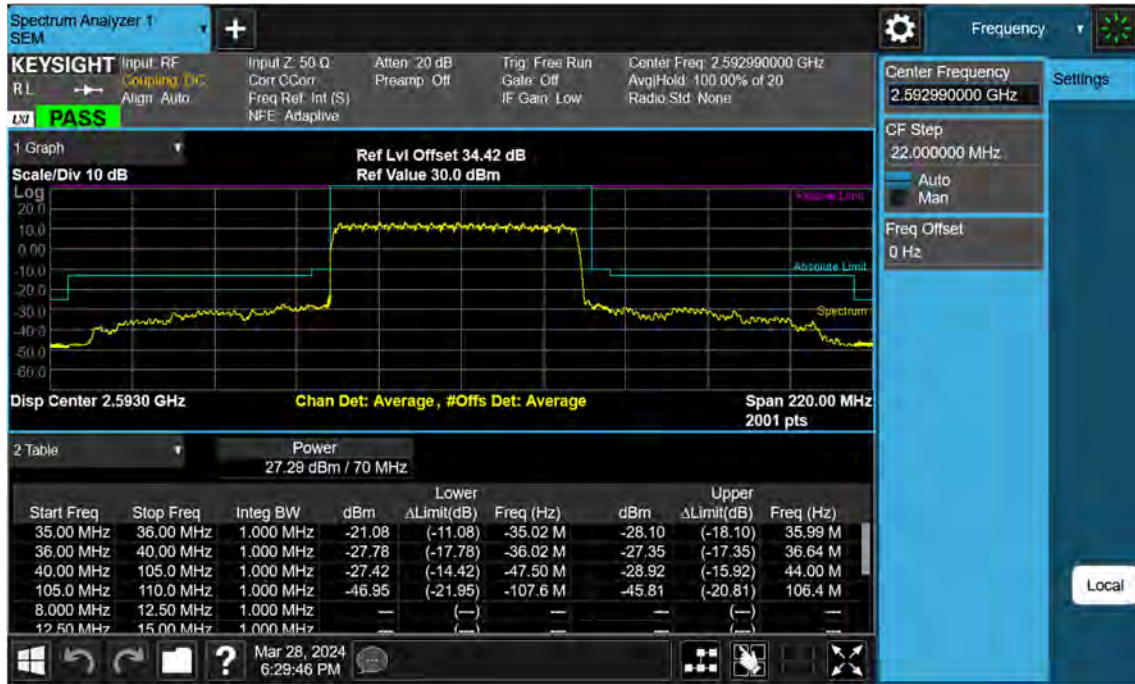 Spectrum Analyzer 1
SEM
Frequency
KEYSIGHT
RL
LXI PASS
Input: RF
Coupling: DC
Align: Auto
Input Z: 50 Ω
Corr CCorr
Freq Ref: Int (S)
NFE: Adaptive
Atten: 20 dB
Preamp: Off
Trig: Free Run
Gate: Off
IF Gain: Low
Center Freq: 2.592990000 GHz
Avg|Hold: 100.00% of 20
Radio Std: None
Center Frequency
2.592990000 GHz
Settings
CF Step
22.000000 MHz
Auto
Man
Freq Offset
0 Hz
Local
1 Graph
Scale/Div 10 dB
Ref Lvl Offset 34.42 dB
Ref Value 30.0 dBm
Log
20.0
10.0
0.00
-10.0
-20.0
-30.0
-40.0
-50.0
-60.0
Relative Limit
Absolute Limit
Spectrum
Disp Center 2.5930 GHz Chan Det: Average, #Offs Det: Average Span 220.00 MHz
2001 pts
2 Table
Power
27.29 dBm / 70 MHz
Lower Upper
Start Freq Stop Freq Integ BW dBm ΔLimit(dB) Freq (Hz) dBm ΔLimit(dB) Freq (Hz)
35.00 MHz 36.00 MHz 1.000 MHz -21.08 (-11.08) -35.02 M -28.10 (-18.10) 35.99 M
36.00 MHz 40.00 MHz 1.000 MHz -27.78 (-17.78) -36.02 M -27.35 (-17.35) 36.64 M
40.00 MHz 105.0 MHz 1.000 MHz -27.42 (-14.42) -47.50 M -28.92 (-15.92) 44.00 M
105.0 MHz 110.0 MHz 1.000 MHz -46.95 (-21.95) -107.6 M -45.81 (-20.81) 106.4 M
8.000 MHz 12.50 MHz 1.000 MHz --- (---) --- --- (---) ---
12.50 MHz 15.00 MHz 1.000 MHz --- (---) --- --- (---) ---
Mar 28, 2024
6:29:46 PM